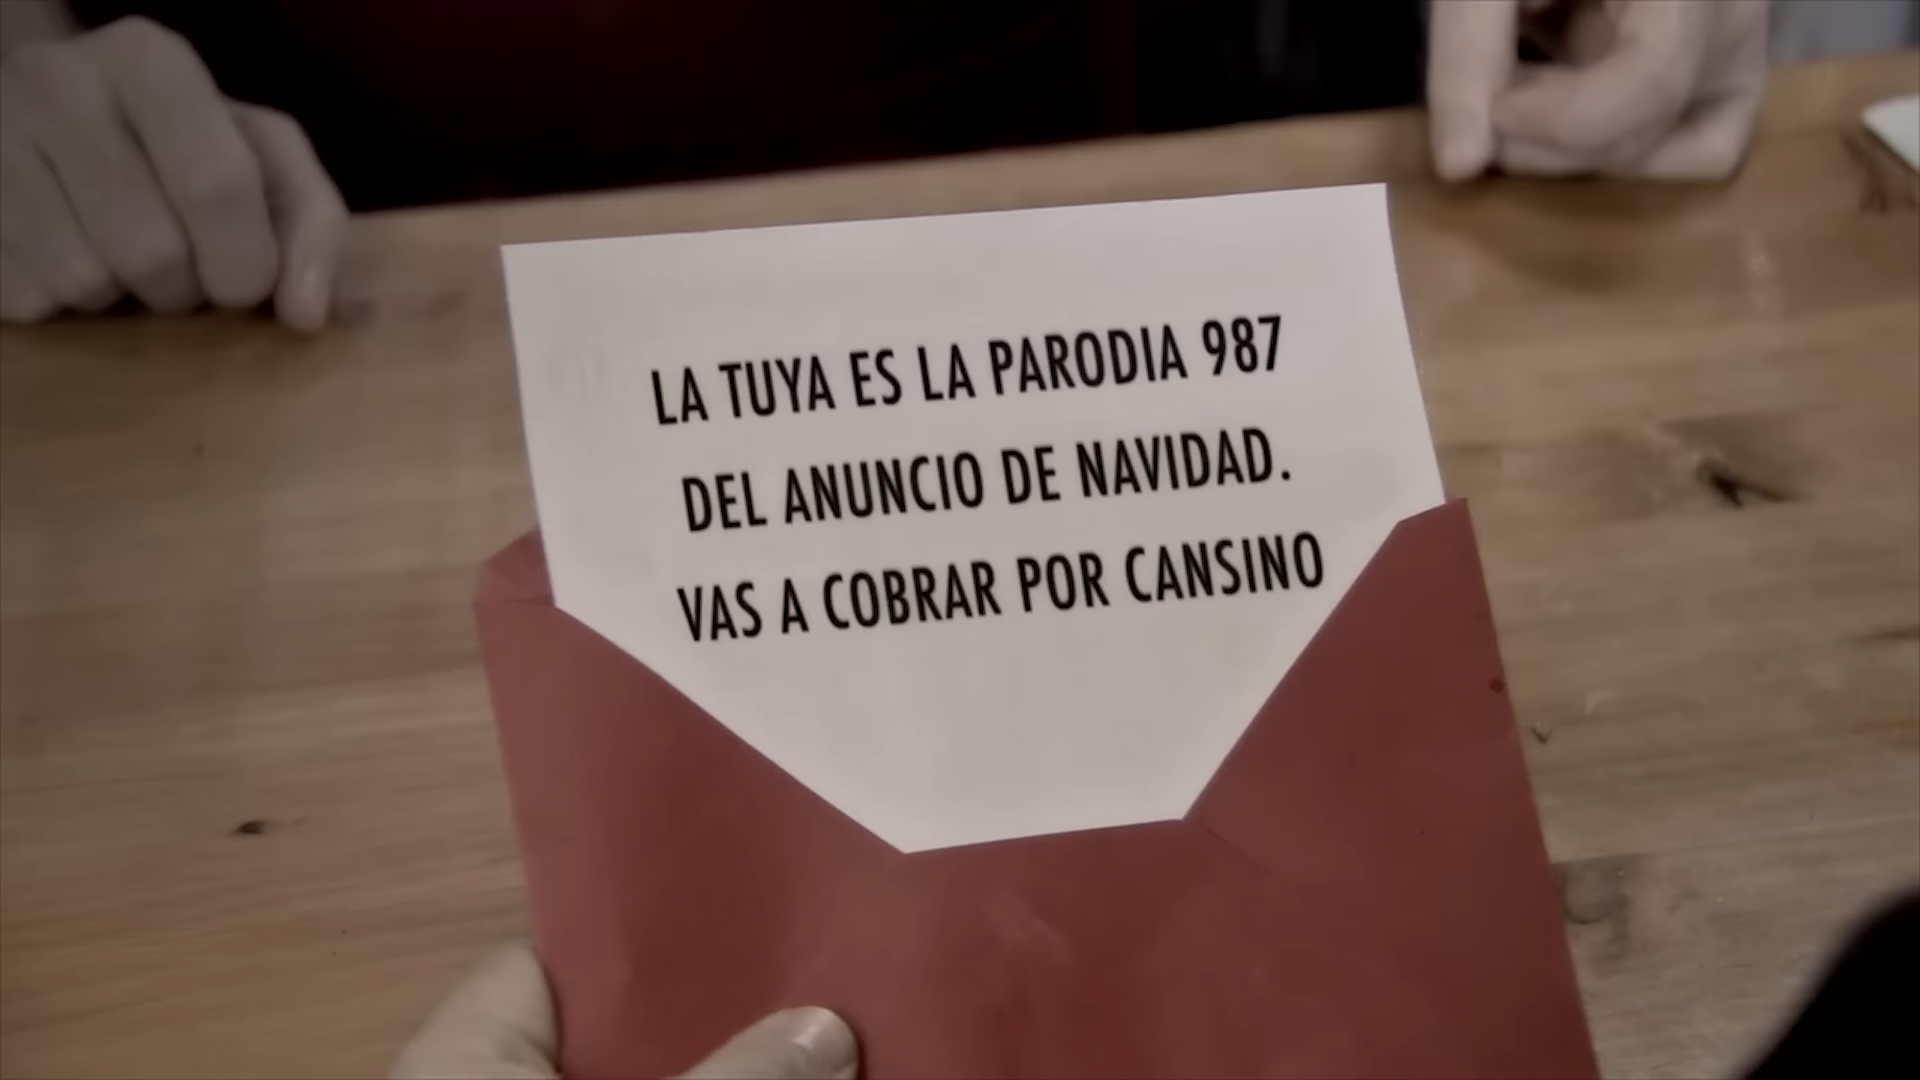 LA TUYA ES LA PARODIA 987
DEL ANUNCIO DE NAVIDAD.
VAS A COBRAR POR CANSINO